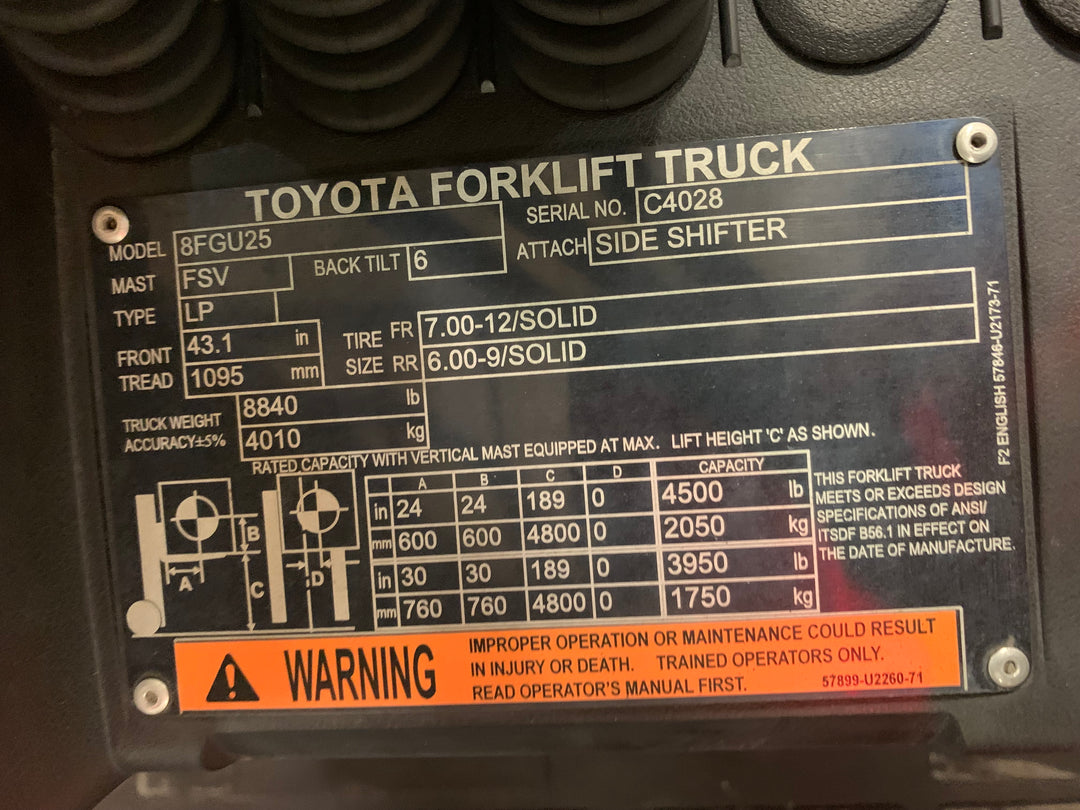 TOYOTA FORKLIFT TRUCK
MODEL 8FGU25 SERIAL NO. C4028
MAST FSV BACK TILT 6 ATTACH SIDE SHIFTER
TYPE LP
FRONT TREAD 43.1 in TIRE SIZE FR 7.00-12/SOLID
1095 mm RR 6.00-9/SOLID
TRUCK WEIGHT 8840 lb
ACCURACY±5% 4010 kg
RATED CAPACITY WITH VERTICAL MAST EQUIPPED AT MAX. LIFT HEIGHT 'C' AS SHOWN.
A B C D CAPACITY
in 24 24 189 0 4500 lb
mm 600 600 4800 0 2050 kg
in 30 30 189 0 3950 lb
mm 760 760 4800 0 1750 kg
A B C D
THIS FORKLIFT TRUCK
MEETS OR EXCEEDS DESIGN
SPECIFICATIONS OF ANSI/
ITSDF B56.1 IN EFFECT ON
THE DATE OF MANUFACTURE.
F2 ENGLISH 57846-U2173-71
WARNING
IMPROPER OPERATION OR MAINTENANCE COULD RESULT
IN INJURY OR DEATH. TRAINED OPERATORS ONLY.
READ OPERATOR'S MANUAL FIRST. 57899-U2260-71